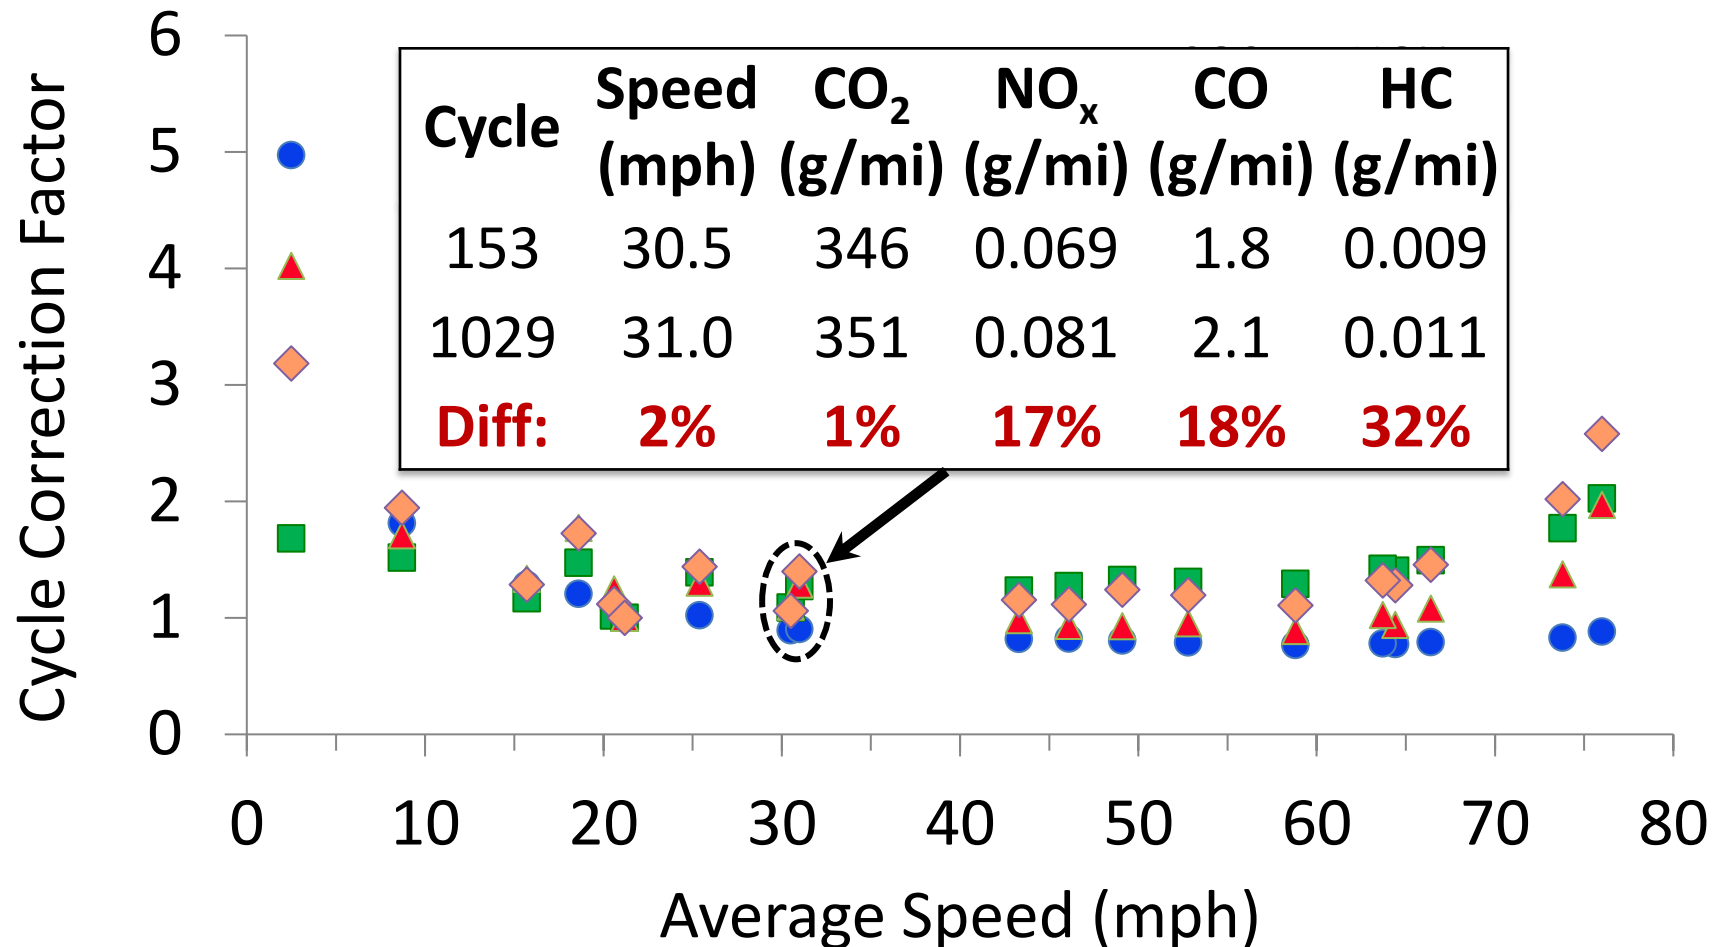 Cycle Correction Factor
6
5
4
3
2
1
0
Cycle Speed (mph) CO₂ (g/mi) NOₓ (g/mi) CO (g/mi) HC (g/mi)
153 30.5 346 0.069 1.8 0.009
1029 31.0 351 0.081 2.1 0.011
Diff: 2% 1% 17% 18% 32%
0 10 20 30 40 50 60 70 80
Average Speed (mph)